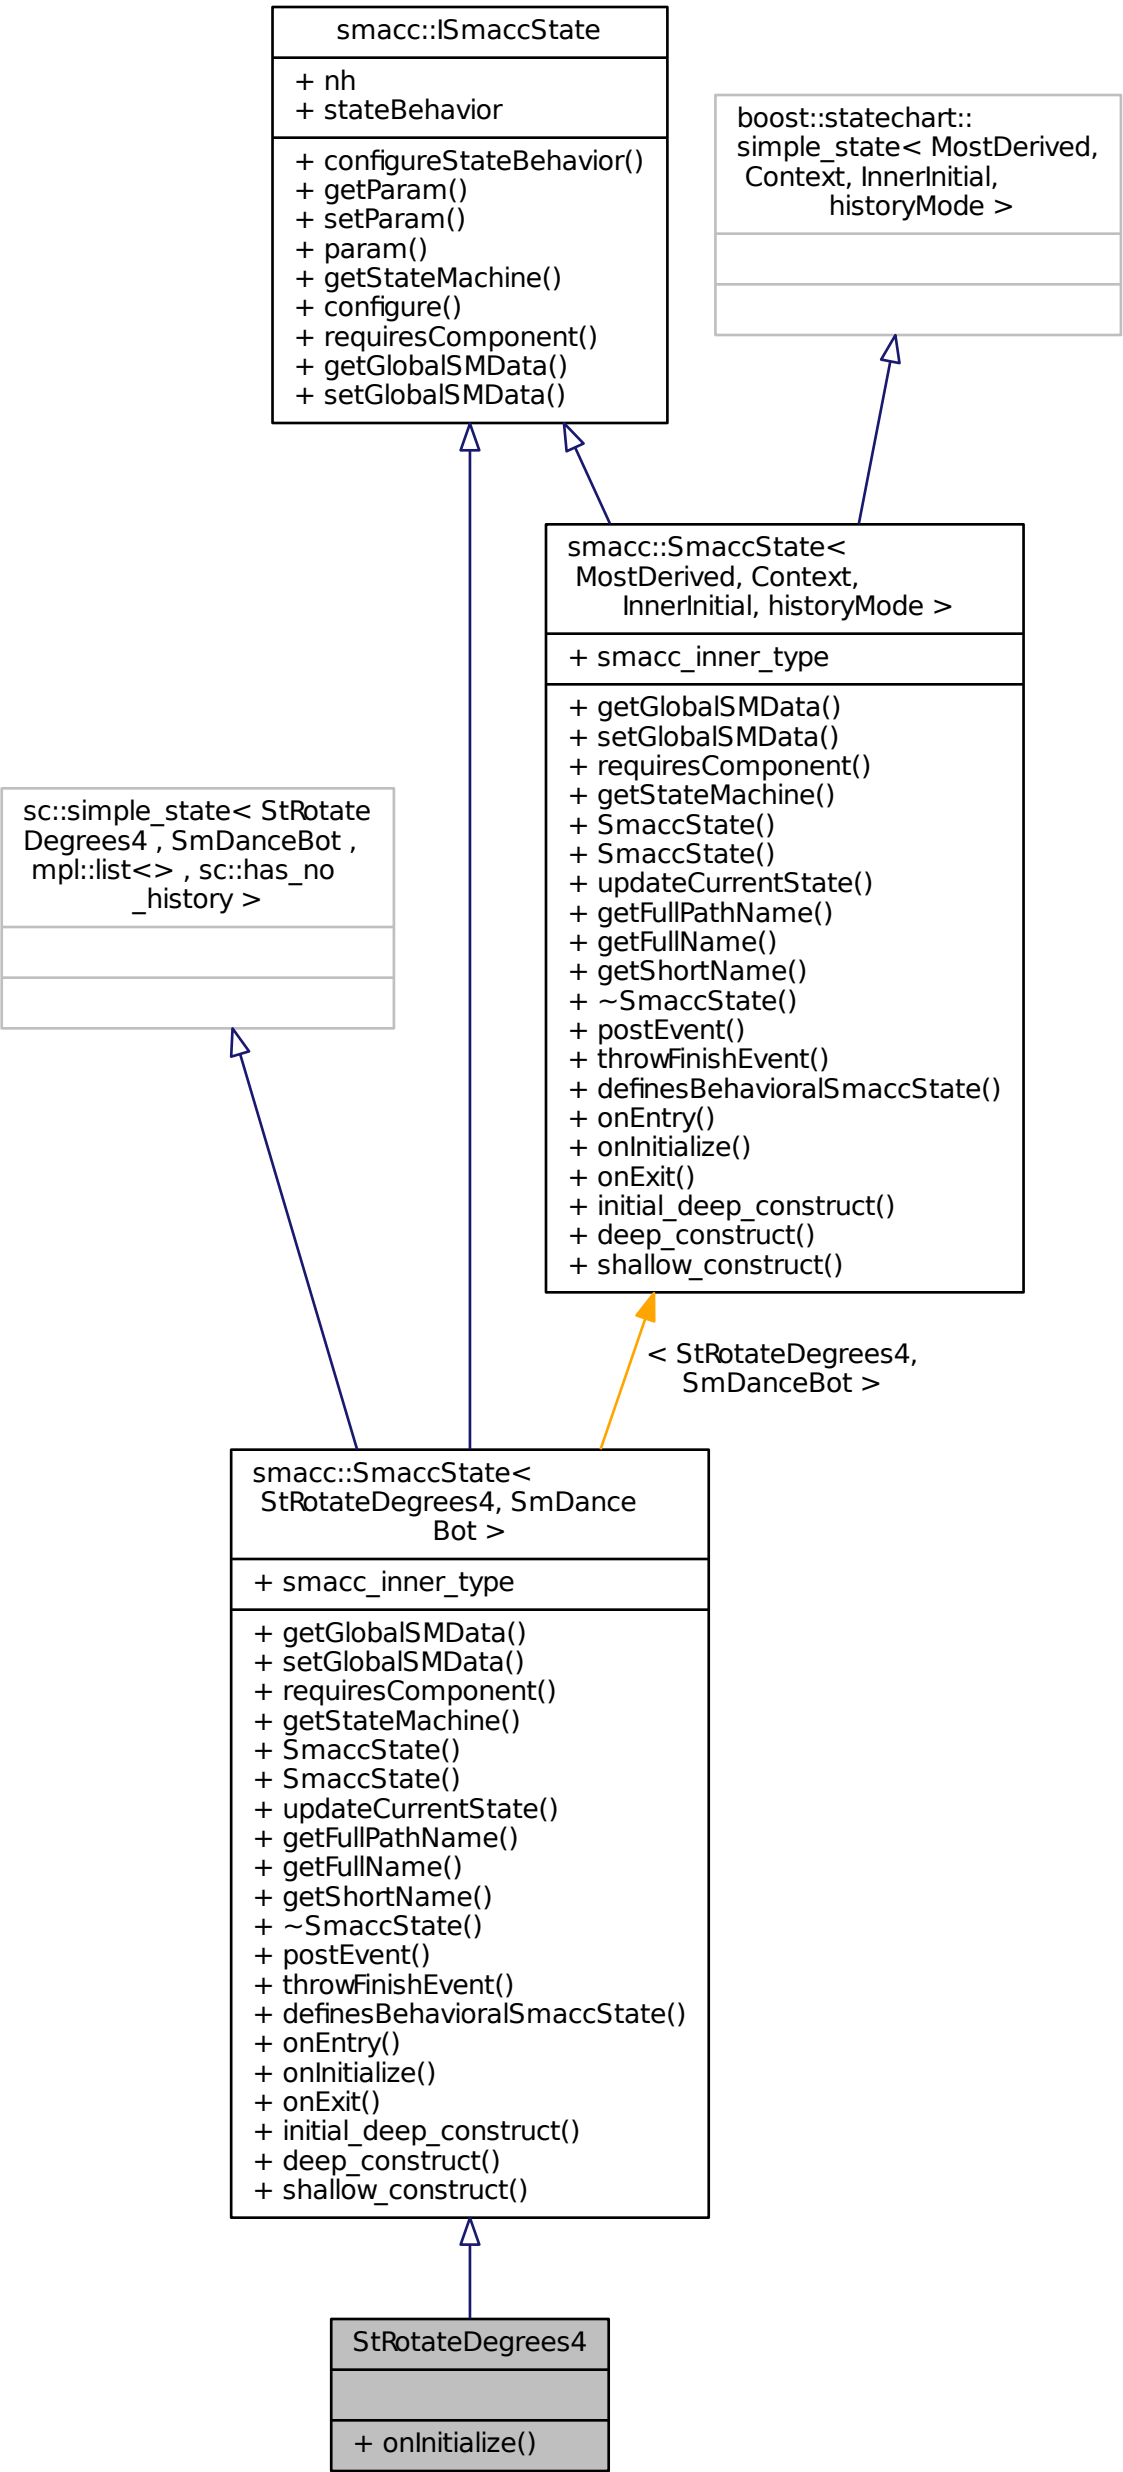 smacc::ISmaccState
+ nh
+ stateBehavior
+ configureStateBehavior()
+ getParam()
+ setParam()
+ param()
+ getStateMachine()
+ configure()
+ requiresComponent()
+ getGlobalSMData()
+ setGlobalSMData()
boost::statechart::
simple_state< MostDerived,
Context, InnerInitial,
historyMode >
smacc::SmaccState<
MostDerived, Context,
InnerInitial, historyMode >
+ smacc_inner_type
+ getGlobalSMData()
+ setGlobalSMData()
+ requiresComponent()
+ getStateMachine()
+ SmaccState()
+ SmaccState()
+ updateCurrentState()
+ getFullPathName()
+ getFullName()
+ getShortName()
+ ~SmaccState()
+ postEvent()
+ throwFinishEvent()
+ definesBehavioralSmaccState()
+ onEntry()
+ onInitialize()
+ onExit()
+ initial_deep_construct()
+ deep_construct()
+ shallow_construct()
sc::simple_state< StRotate
Degrees4 , SmDanceBot ,
mpl::list<> , sc::has_no
_history >
< StRotateDegrees4,
SmDanceBot >
smacc::SmaccState<
StRotateDegrees4, SmDance
Bot >
+ smacc_inner_type
+ getGlobalSMData()
+ setGlobalSMData()
+ requiresComponent()
+ getStateMachine()
+ SmaccState()
+ SmaccState()
+ updateCurrentState()
+ getFullPathName()
+ getFullName()
+ getShortName()
+ ~SmaccState()
+ postEvent()
+ throwFinishEvent()
+ definesBehavioralSmaccState()
+ onEntry()
+ onInitialize()
+ onExit()
+ initial_deep_construct()
+ deep_construct()
+ shallow_construct()
StRotateDegrees4
+ onInitialize()